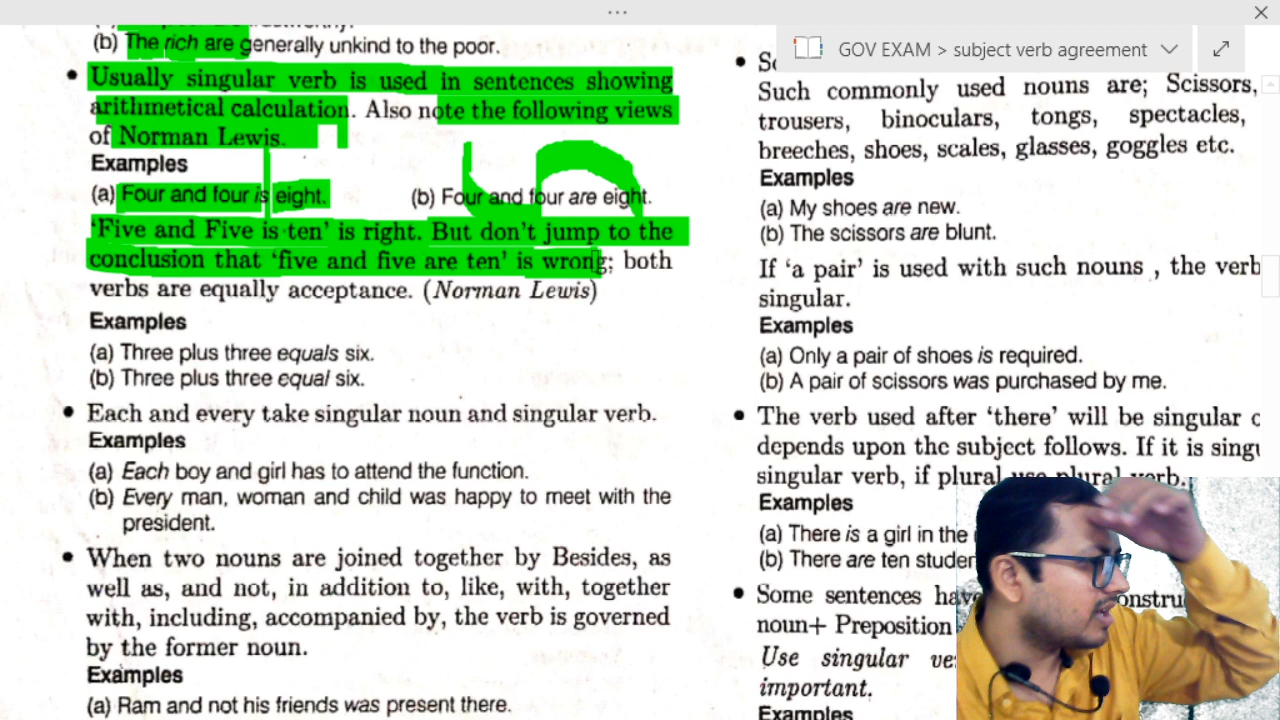 GOV EXAM > subject verb agreement
(b) The rich are generally unkind to the poor.
• Usually singular verb is used in sentences showing
arithmetical calculation. Also note the following views
of Norman Lewis.
Examples
(a) Four and four is eight. (b) Four and four are eight.
‘Five and Five is ten’ is right. But don’t jump to the
conclusion that ‘five and five are ten’ is wrong; both
verbs are equally acceptance. (Norman Lewis)
Examples
(a) Three plus three equals six.
(b) Three plus three equal six.
• Each and every take singular noun and singular verb.
Examples
(a) Each boy and girl has to attend the function.
(b) Every man, woman and child was happy to meet with the
president.
• When two nouns are joined together by Besides, as
well as, and not, in addition to, like, with, together
with, including, accompanied by, the verb is governed
by the former noun.
Examples
(a) Ram and not his friends was present there.
Such commonly used nouns are; Scissors,
trousers, binoculars, tongs, spectacles,
breeches, shoes, scales, glasses, goggles etc.
Examples
(a) My shoes are new.
(b) The scissors are blunt.
If ‘a pair’ is used with such nouns , the verb
singular.
Examples
(a) Only a pair of shoes is required.
(b) A pair of scissors was purchased by me.
• The verb used after ‘there’ will be singular
depends upon the subject follows. If it is
singular verb, if plural use plural verb.
Examples
(a) There is a girl in the
(b) There are ten
• Some sentences
noun+ Preposition
Use singular
important.
Examples